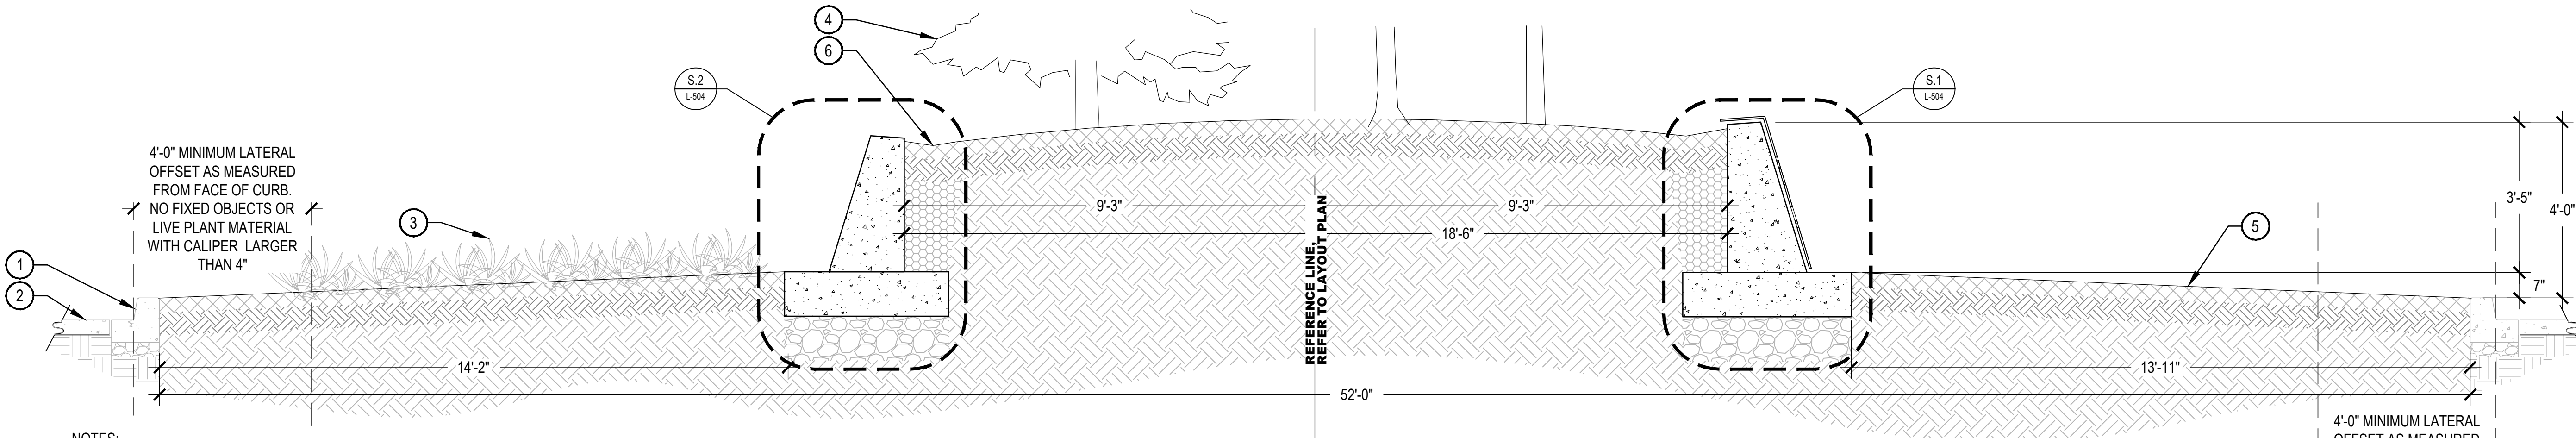 4
6
S.2
L-504
S.1
L-504
4'-0" MINIMUM LATERAL
OFFSET AS MEASURED
FROM FACE OF CURB.
NO FIXED OBJECTS OR
LIVE PLANT MATERIAL
WITH CALIPER LARGER
THAN 4"
3
1
2
9'-3"
9'-3"
18'-6"
REFERENCE LINE,
REFER TO LAYOUT PLAN
3'-5"
4'-0"
5
7"
14'-2"
13'-11"
52'-0"
NOTES:
4'-0" MINIMUM LATERAL
OFFSET AS MEASURED